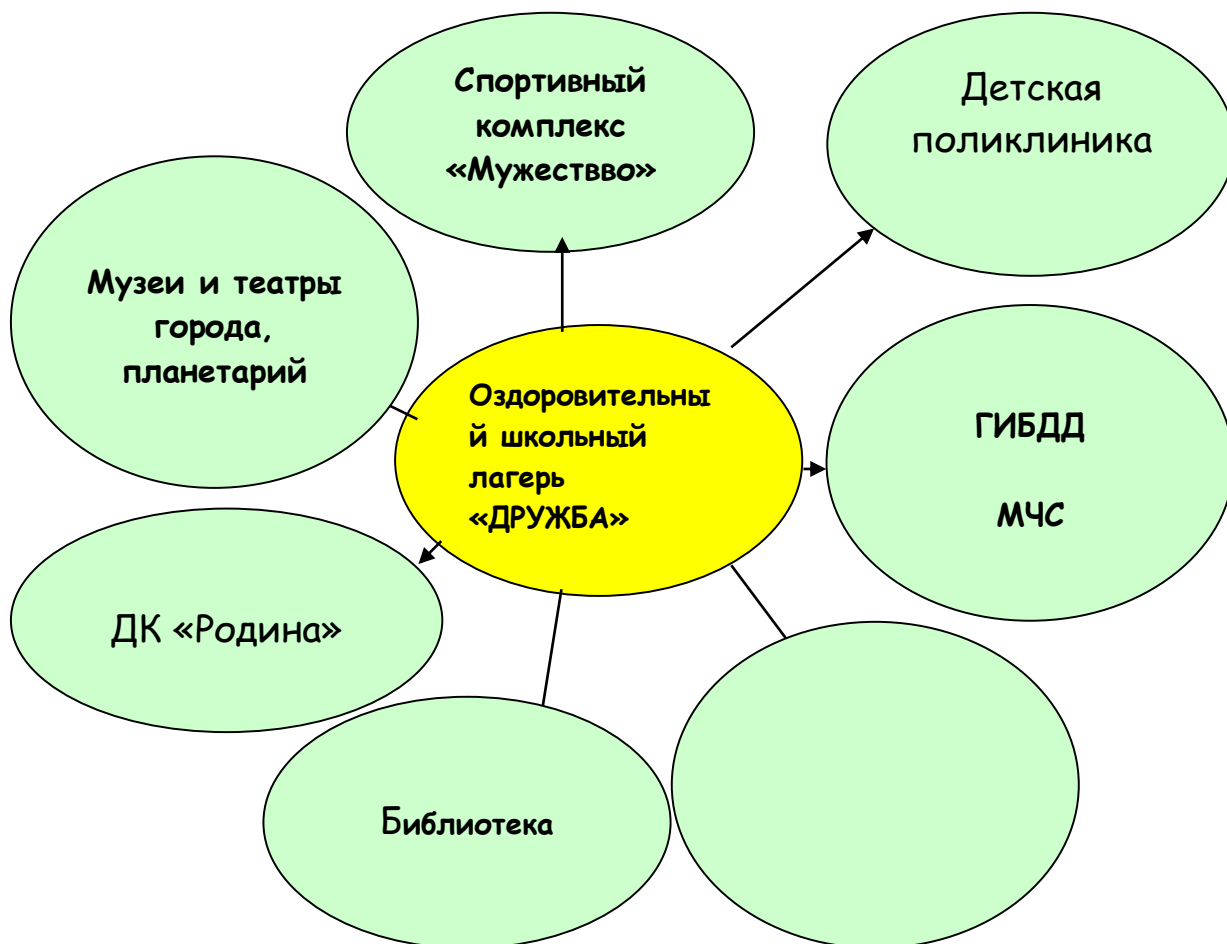 Спортивный
комплекс
«Мужествво»
Детская
поликлиника
Музеи и театры
города,
планетарий
Оздоровительны
й школьный
лагерь
«ДРУЖБА»
ГИБДД
МЧС
ДК «Родина»
Библиотека